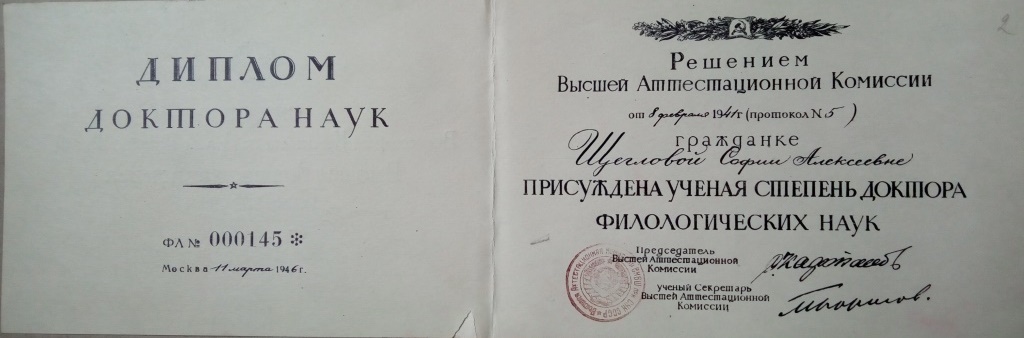 ДИПЛОМ
ДОКТОРА НАУК
ФЛ № 000145 *
Москва 11 марта 1946 г.
2
Решением
Высшей Аттестационной Комиссии
от 8 февраля 1941 г (протокол № 5)
гражданке
Щегловой Софии Алексеевне
ПРИСУЖДЕНА УЧЕНАЯ СТЕПЕНЬ ДОКТОРА
ФИЛОЛОГИЧЕСКИХ НАУК
Председатель
Высшей Аттестационной
Комиссии
ученый Секретарь
Высшей Аттестационной
Комиссии